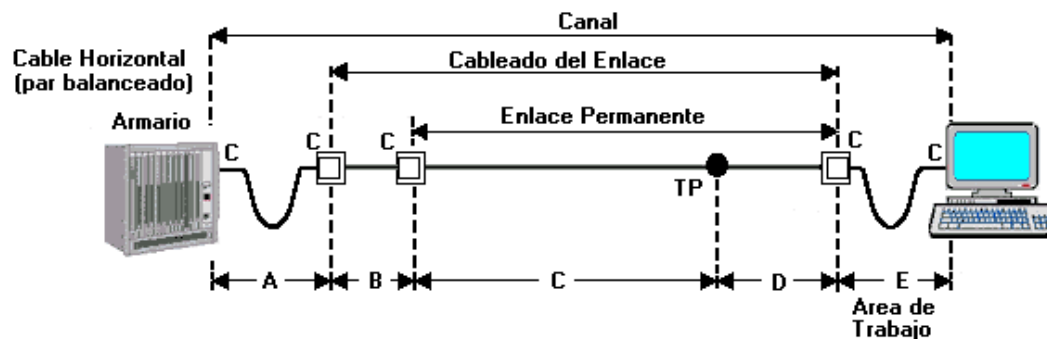 Canal
Cable Horizontal
(par balanceado)
Cableado del Enlace
Armario
Enlace Permanente
C
C
C
C
C
TP
A
B
C
D
E
Area de
Trabajo